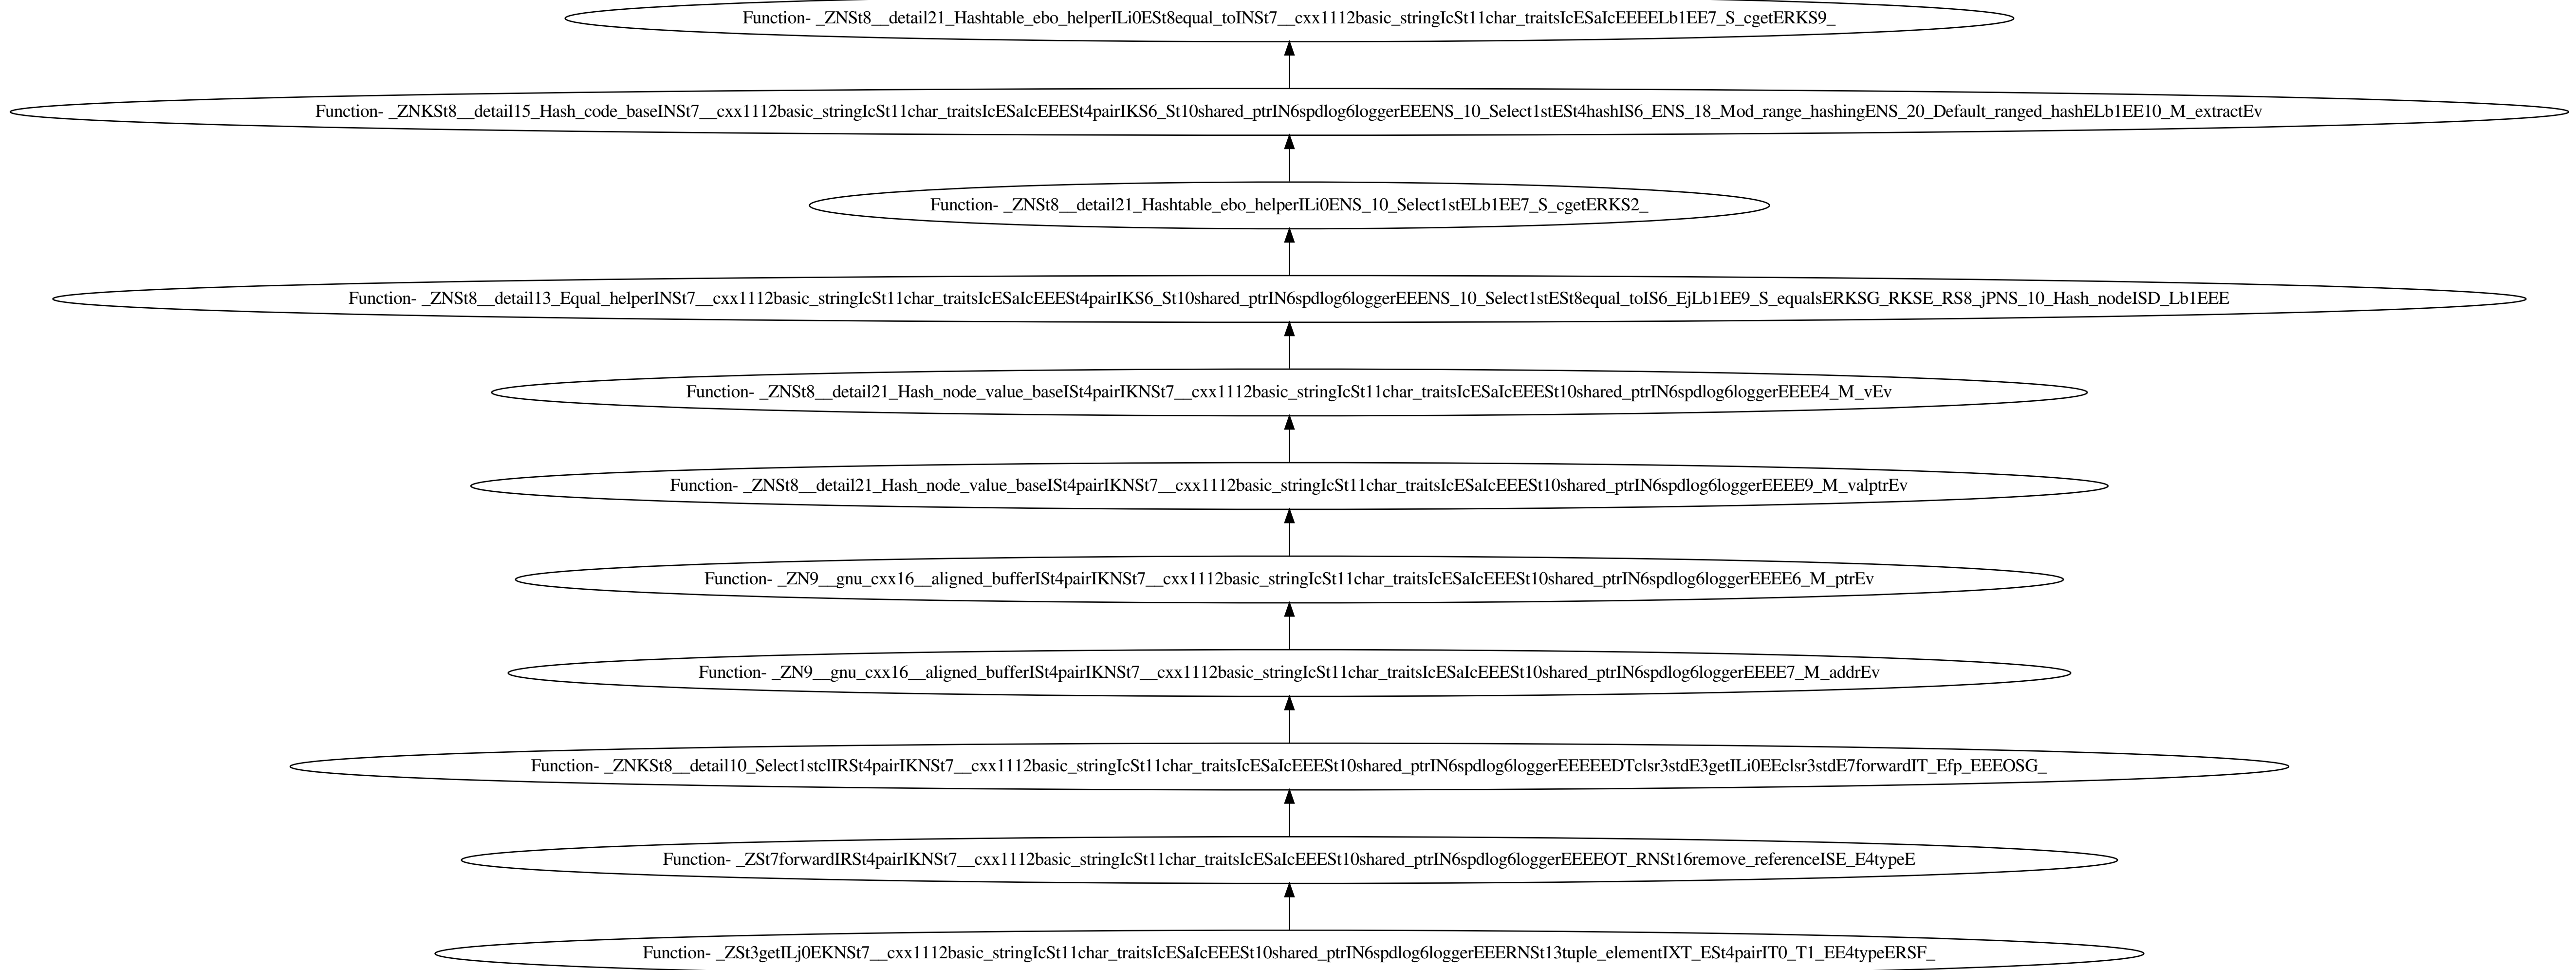 Function- _ZNSt8__detail21_Hashtable_ebo_helperILi0ESt8equal_toINSt7__cxx1112basic_stringIcSt11char_traitsIcESaIcEEEELb1EE7_S_cgetERKS9_
Function- _ZNKSt8__detail15_Hash_code_baseINSt7__cxx1112basic_stringIcSt11char_traitsIcESaIcEEESt4pairIKS6_St10shared_ptrIN6spdlog6loggerEEENS_10_Select1stESt4hashIS6_ENS_18_Mod_range_hashingENS_20_Default_ranged_hashELb1EE10_M_extractEv
Function- _ZNSt8__detail21_Hashtable_ebo_helperILi0ENS_10_Select1stELb1EE7_S_cgetERKS2_
Function- _ZNSt8__detail13_Equal_helperINSt7__cxx1112basic_stringIcSt11char_traitsIcESaIcEEESt4pairIKS6_St10shared_ptrIN6spdlog6loggerEEENS_10_Select1stESt8equal_toIS6_EjLb1EE9_S_equalsERKSG_RKSE_RS8_jPNS_10_Hash_nodeISD_Lb1EEE
Function- _ZNSt8__detail21_Hash_node_value_baseISt4pairIKNSt7__cxx1112basic_stringIcSt11char_traitsIcESaIcEEESt10shared_ptrIN6spdlog6loggerEEEE4_M_vEv
Function- _ZNSt8__detail21_Hash_node_value_baseISt4pairIKNSt7__cxx1112basic_stringIcSt11char_traitsIcESaIcEEESt10shared_ptrIN6spdlog6loggerEEEE9_M_valptrEv
Function- _ZN9__gnu_cxx16__aligned_bufferISt4pairIKNSt7__cxx1112basic_stringIcSt11char_traitsIcESaIcEEESt10shared_ptrIN6spdlog6loggerEEEE6_M_ptrEv
Function- _ZN9__gnu_cxx16__aligned_bufferISt4pairIKNSt7__cxx1112basic_stringIcSt11char_traitsIcESaIcEEESt10shared_ptrIN6spdlog6loggerEEEE7_M_addrEv
Function- _ZNKSt8__detail10_Select1stclIRSt4pairIKNSt7__cxx1112basic_stringIcSt11char_traitsIcESaIcEEESt10shared_ptrIN6spdlog6loggerEEEEEDTclsr3stdE3getILi0EEclsr3stdE7forwardIT_Efp_EEEOSG_
Function- _ZSt7forwardIRSt4pairIKNSt7__cxx1112basic_stringIcSt11char_traitsIcESaIcEEESt10shared_ptrIN6spdlog6loggerEEEEOT_RNSt16remove_referenceISE_E4typeE
Function- _ZSt3getILj0EKNSt7__cxx1112basic_stringIcSt11char_traitsIcESaIcEEESt10shared_ptrIN6spdlog6loggerEEERNSt13tuple_elementIXT_ESt4pairIT0_T1_EE4typeERSF_